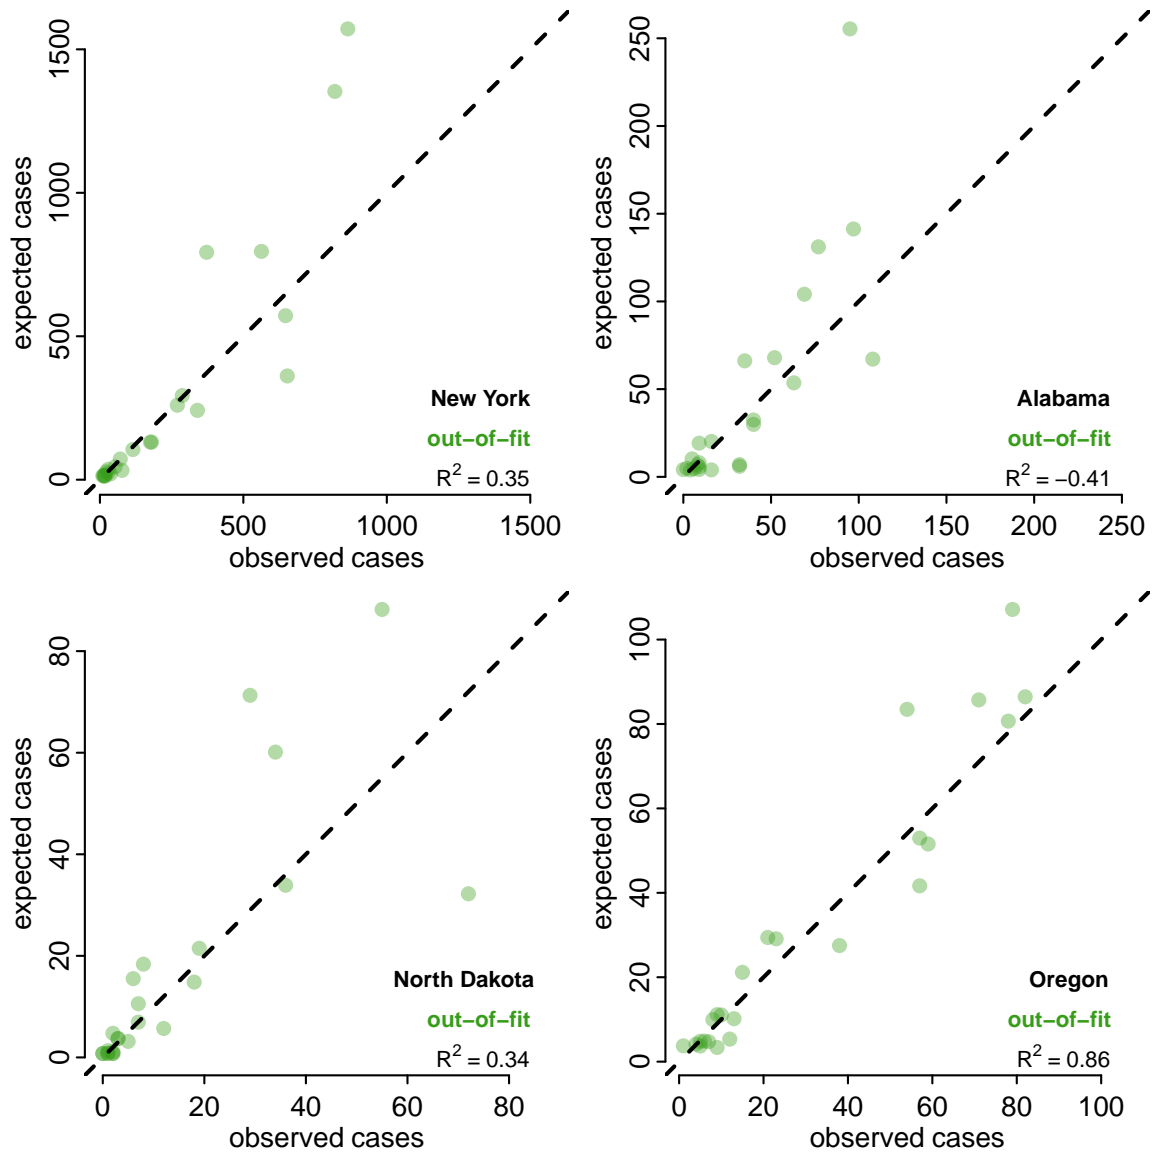 expected cases
1500
1000
500
0
New York
out−of−fit
R² = 0.35
0 500 1000 1500
observed cases
expected cases
250
200
150
100
50
0
Alabama
out−of−fit
R² = −0.41
0 50 100 150 200 250
observed cases
expected cases
80
60
40
20
0
North Dakota
out−of−fit
R² = 0.34
0 20 40 60 80
observed cases
expected cases
100
80
60
40
20
0
Oregon
out−of−fit
R² = 0.86
0 20 40 60 80 100
observed cases